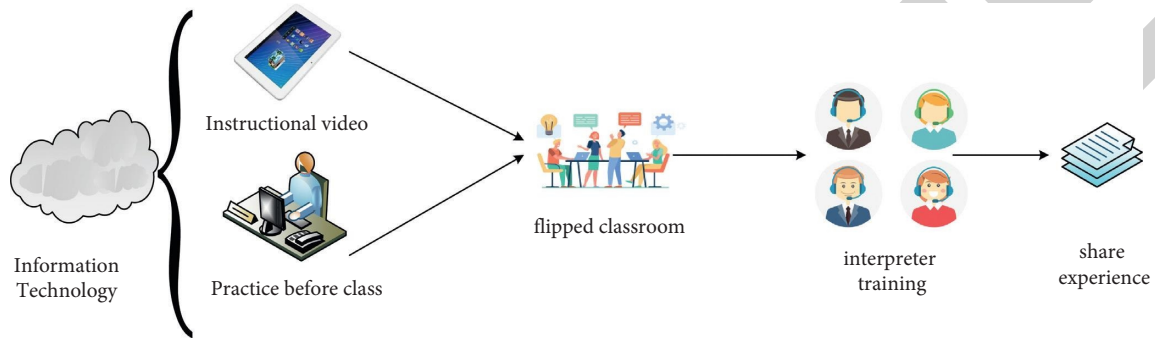 Information
Technology
Instructional video
Practice before class
flipped classroom
interpreter
training
share
experience